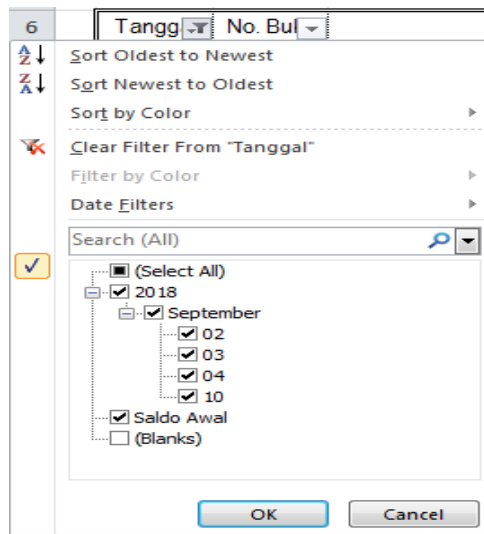 6 Tangg No. Bul
Sort Oldest to Newest
Sort Newest to Oldest
Sort by Color
Clear Filter From "Tanggal"
Filter by Color
Date Filters
Search (All)
(Select All)
2018
September
02
03
04
10
Saldo Awal
(Blanks)
OK Cancel